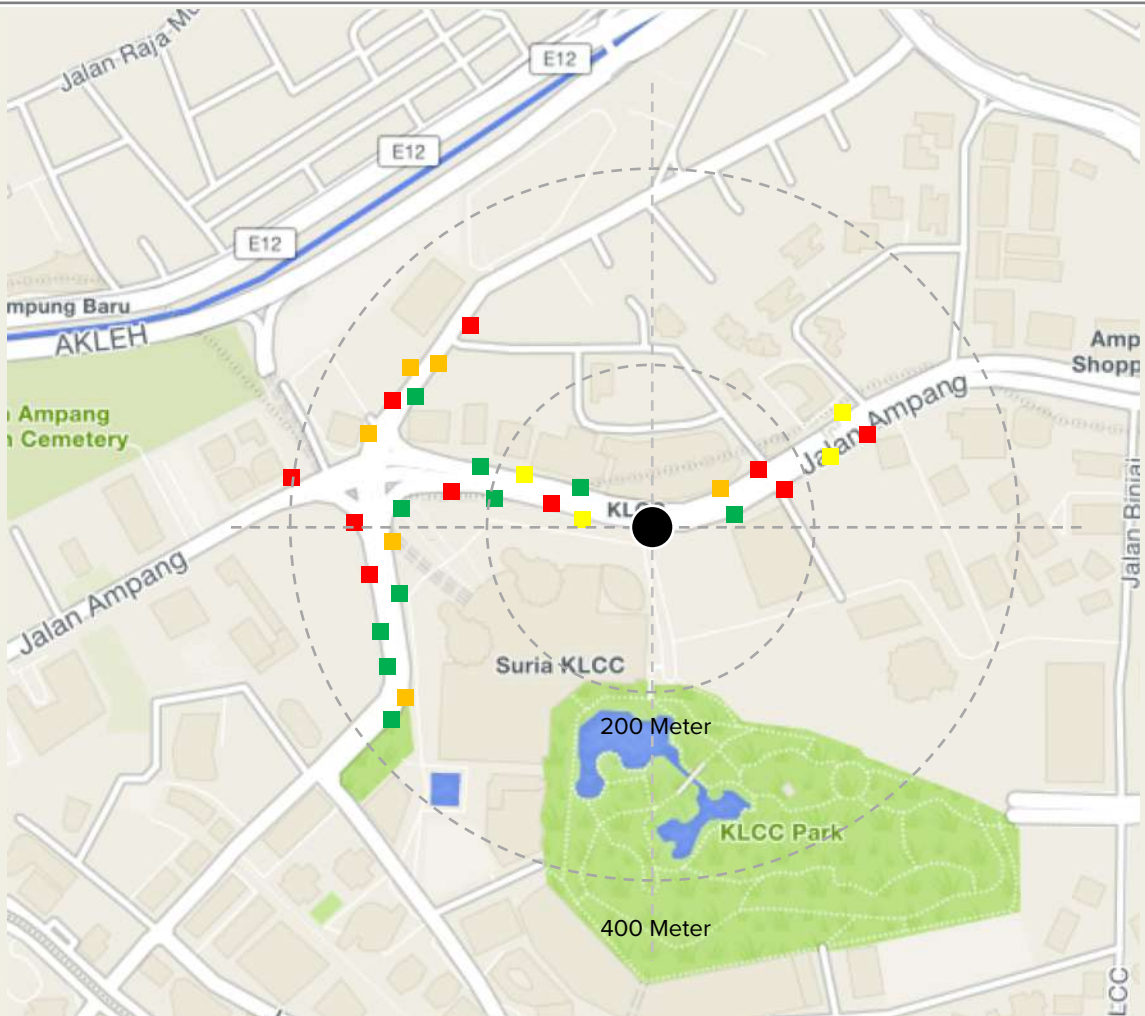 Jalan Raja Mu
E12
E12
E12
mpung Baru
AKLEH
Amp
Shopp
Ampang
Cemetery
Jalan Ampang
KLCC
Jalan Binjai
Jalan Ampang
Suria KLCC
200 Meter
KLCC Park
400 Meter
LCC